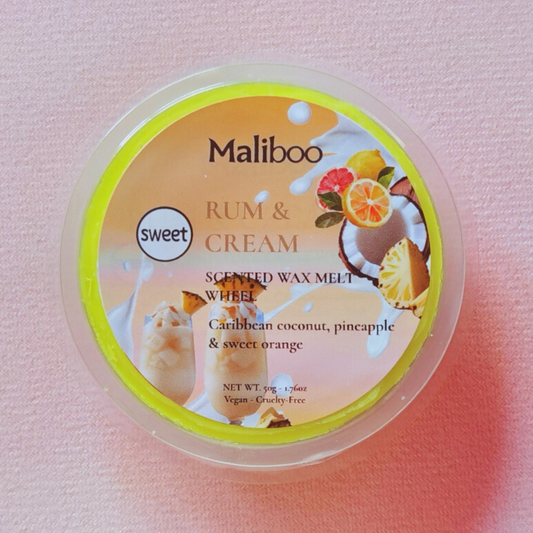 Maliboo
RUM &
CREAM
sweet
SCENTED WAX MELT
WHEEL
Caribbean coconut, pineapple
& sweet orange
NET WT. 50g - 1.76oz
Vegan - Cruelty-Free